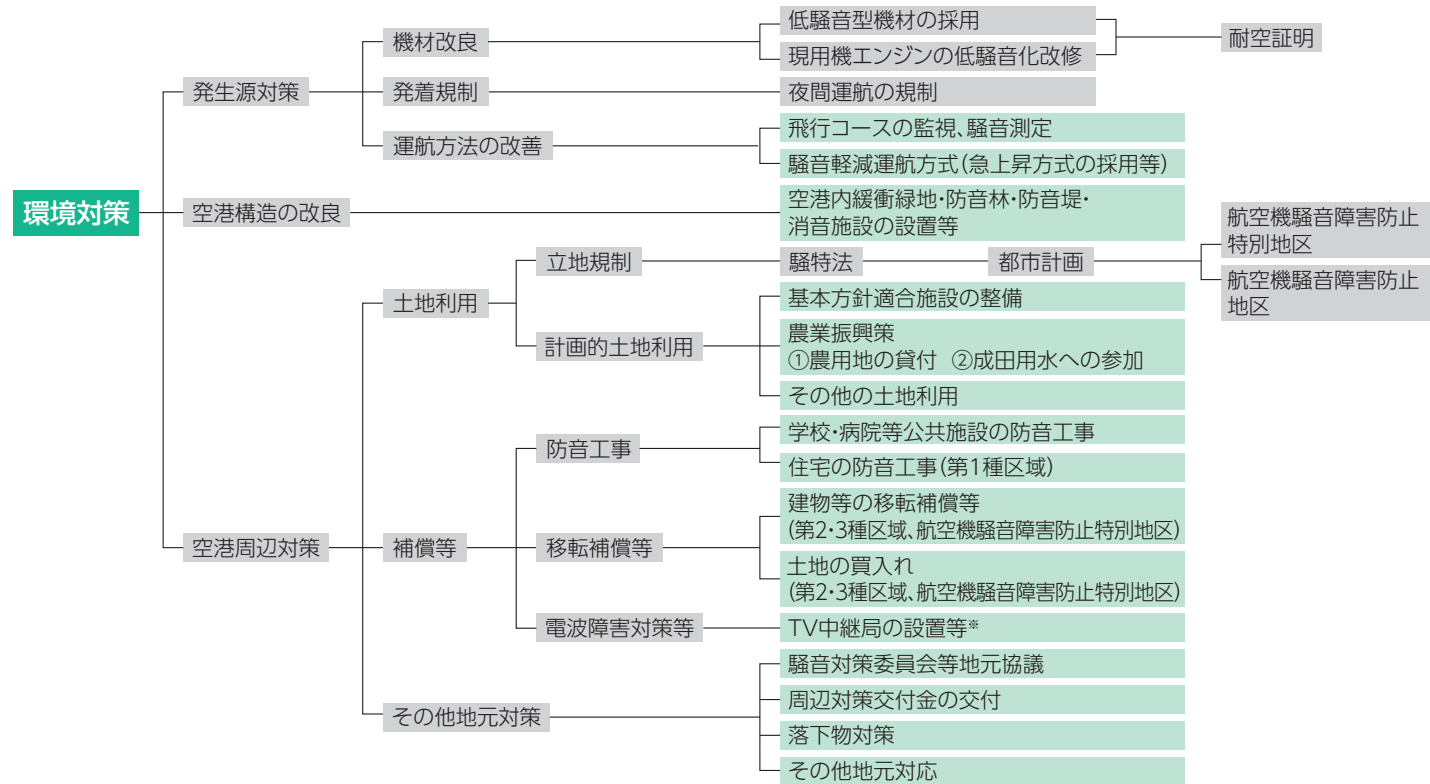 環境対策
発生源対策
機材改良
低騒音型機材の採用
現用機エンジンの低騒音化改修
耐空証明
発着規制
夜間運航の規制
運航方法の改善
飛行コースの監視、騒音測定
騒音軽減運航方式(急上昇方式の採用等)
空港構造の改良
空港内緩衝緑地・防音林・防音堤・
消音施設の設置等
空港周辺対策
土地利用
立地規制
騒特法
都市計画
航空機騒音障害防止
特別地区
航空機騒音障害防止
地区
計画的土地利用
基本方針適合施設の整備
農業振興策
①農用地の貸付 ②成田用水への参加
その他の土地利用
補償等
防音工事
学校・病院等公共施設の防音工事
住宅の防音工事(第1種区域)
移転補償等
建物等の移転補償等
(第2・3種区域、航空機騒音障害防止特別地区)
土地の買入れ
(第2・3種区域、航空機騒音障害防止特別地区)
電波障害対策等
TV中継局の設置等※
その他地元対策
騒音対策委員会等地元協議
周辺対策交付金の交付
落下物対策
その他地元対応